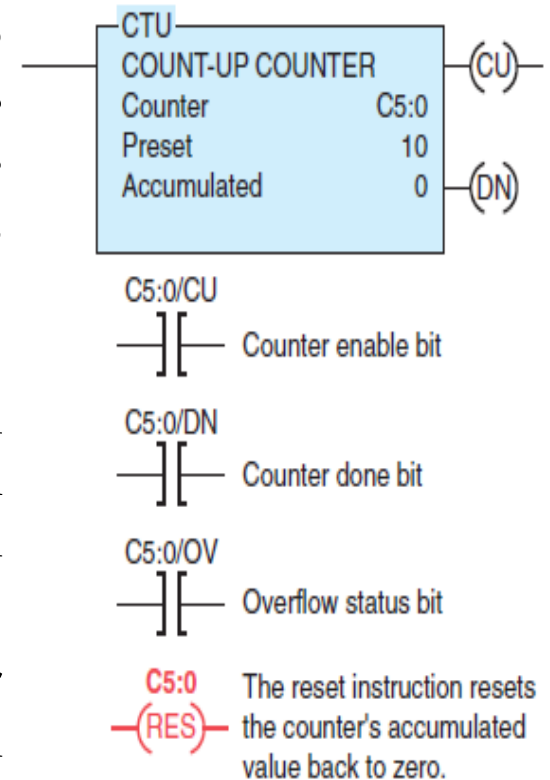 CTU
COUNT-UP COUNTER
(CU)
Counter C5:0
Preset 10
Accumulated 0
(DN)
C5:0/CU
Counter enable bit
C5:0/DN
Counter done bit
C5:0/OV
Overflow status bit
C5:0
(RES)
The reset instruction resets
the counter's accumulated
value back to zero.